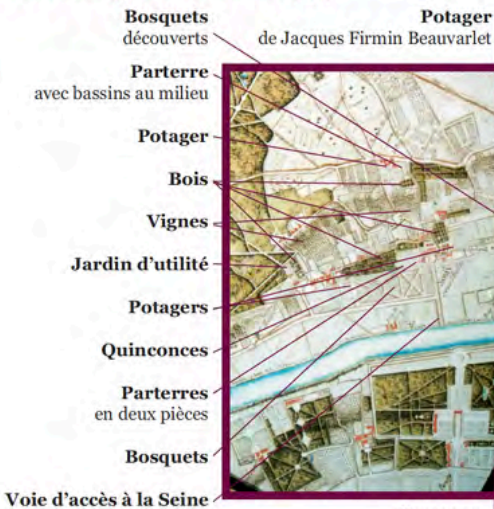 Bosquets
découverts
Potager
de Jacques Firmin Beauvarlet
Parterre
avec bassins au milieu
Potager
Bois
Vignes
Jardin d'utilité
Potagers
Quinconces
Parterres
en deux pièces
Bosquets
Voie d'accès à la Seine